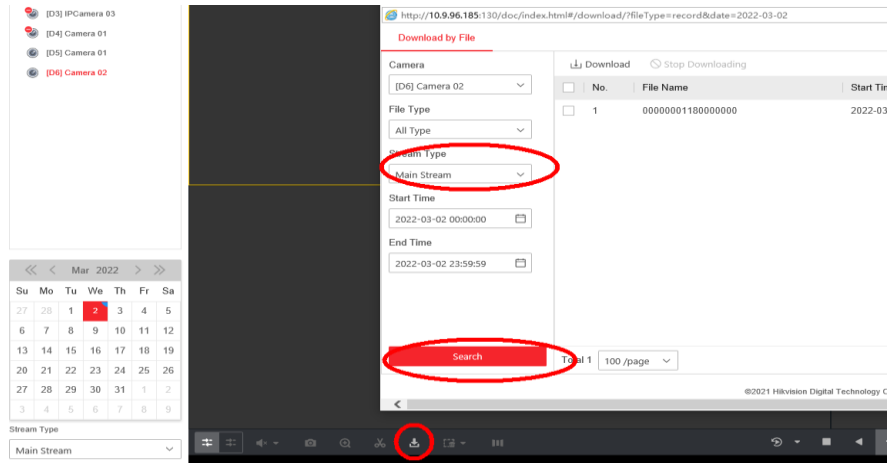 [D3] IPCamera 03
[D4] Camera 01
[D5] Camera 01
[D6] Camera 02
Mar 2022
Su Mo Tu We Th Fr Sa
27 28 1 2 3 4 5
6 7 8 9 10 11 12
13 14 15 16 17 18 19
20 21 22 23 24 25 26
27 28 29 30 31 1 2
3 4 5 6 7 8 9
Stream Type
Main Stream
http://10.9.96.185:130/doc/index.html#/download/?fileType=record&date=2022-03-02
Download by File
Camera
[D6] Camera 02
File Type
All Type
Stream Type
Main Stream
Start Time
2022-03-02 00:00:00
End Time
2022-03-02 23:59:59
Search
Download Stop Downloading
No. File Name Start Tim
1 00000001180000000 2022-03
Total 1 100 /page
©2021 Hikvision Digital Technology C